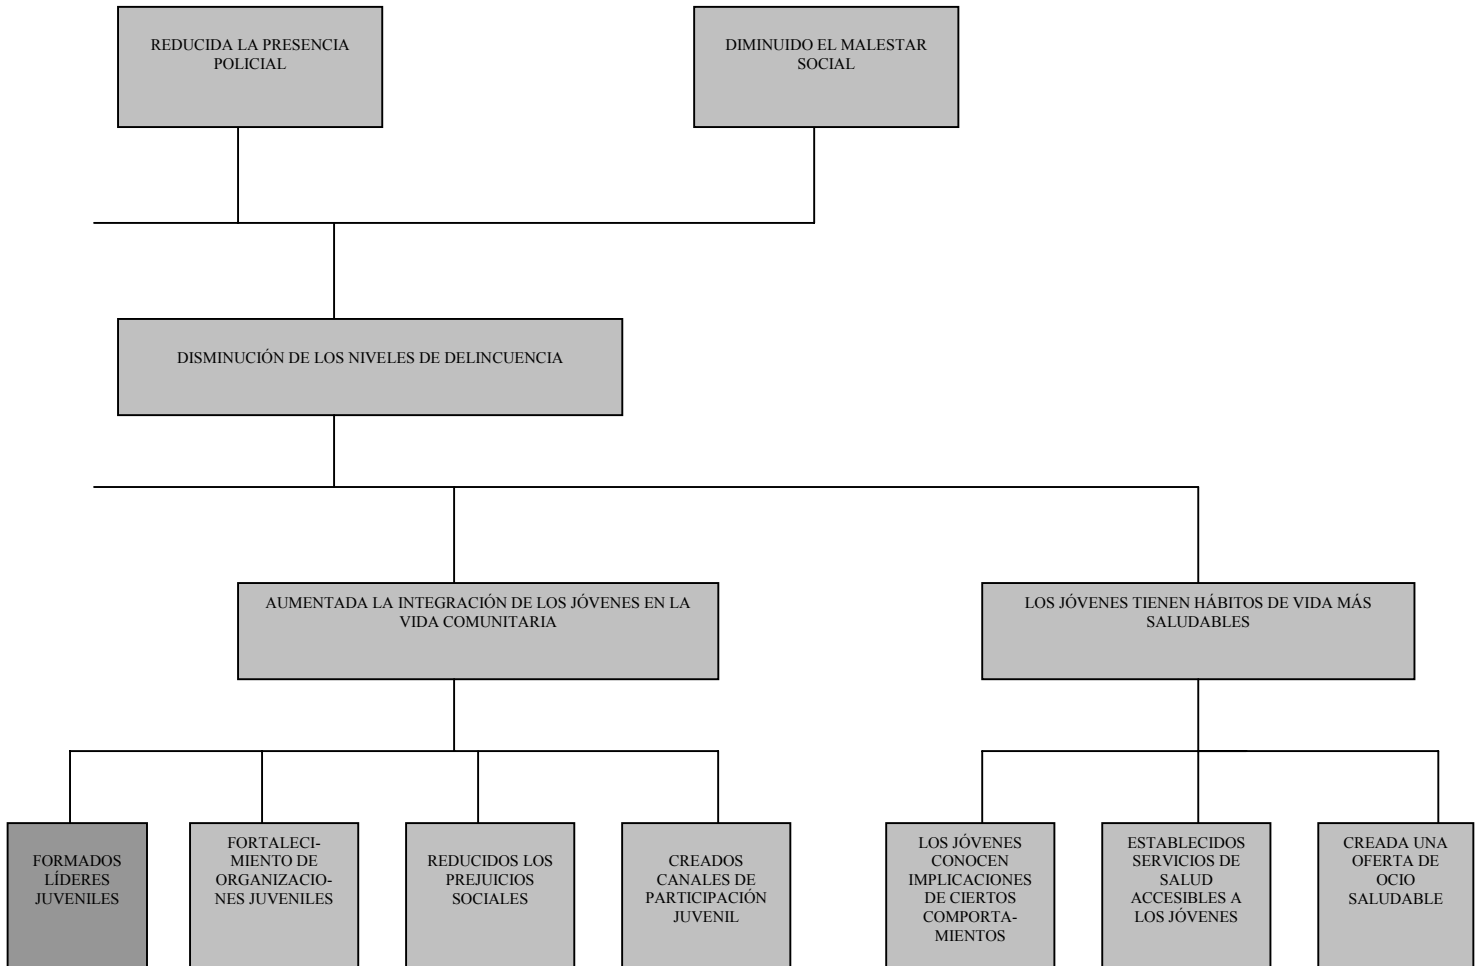 REDUCIDA LA PRESENCIA
POLICIAL
DIMINUIDO EL MALESTAR
SOCIAL
DISMINUCIÓN DE LOS NIVELES DE DELINCUENCIA
AUMENTADA LA INTEGRACIÓN DE LOS JÓVENES EN LA
VIDA COMUNITARIA
LOS JÓVENES TIENEN HÁBITOS DE VIDA MÁS
SALUDABLES
FORMADOS
LÍDERES
JUVENILES
FORTALECI-
MIENTO DE
ORGANIZACIO-
NES JUVENILES
REDUCIDOS LOS
PREJUICIOS
SOCIALES
CREADOS
CANALES DE
PARTICIPACIÓN
JUVENIL
LOS JÓVENES
CONOCEN
IMPLICACIONES
DE CIERTOS
COMPORTA-
MIENTOS
ESTABLECIDOS
SERVICIOS DE
SALUD
ACCESIBLES A
LOS JÓVENES
CREADA UNA
OFERTA DE
OCIO
SALUDABLE